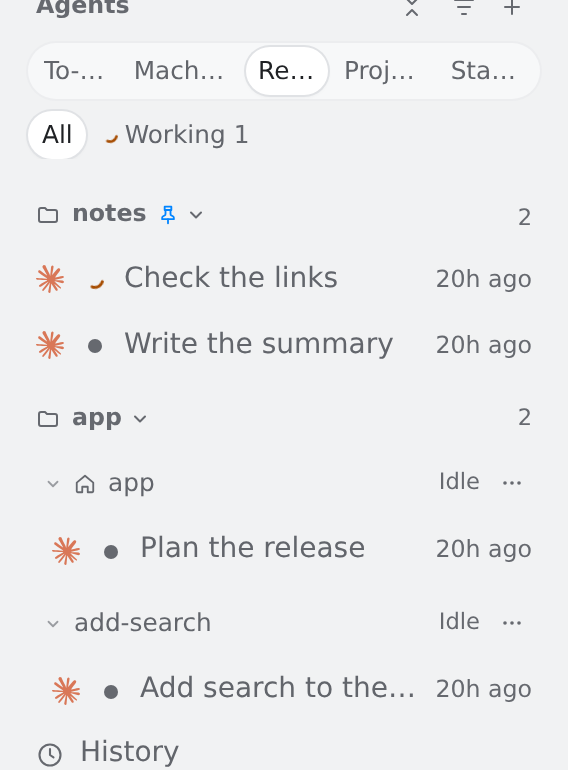 Agents
To-... Mach... Re... Proj... Sta...
All Working 1
notes 2
Check the links 20h ago
Write the summary 20h ago
app 2
app Idle ...
Plan the release 20h ago
add-search Idle ...
Add search to the... 20h ago
History